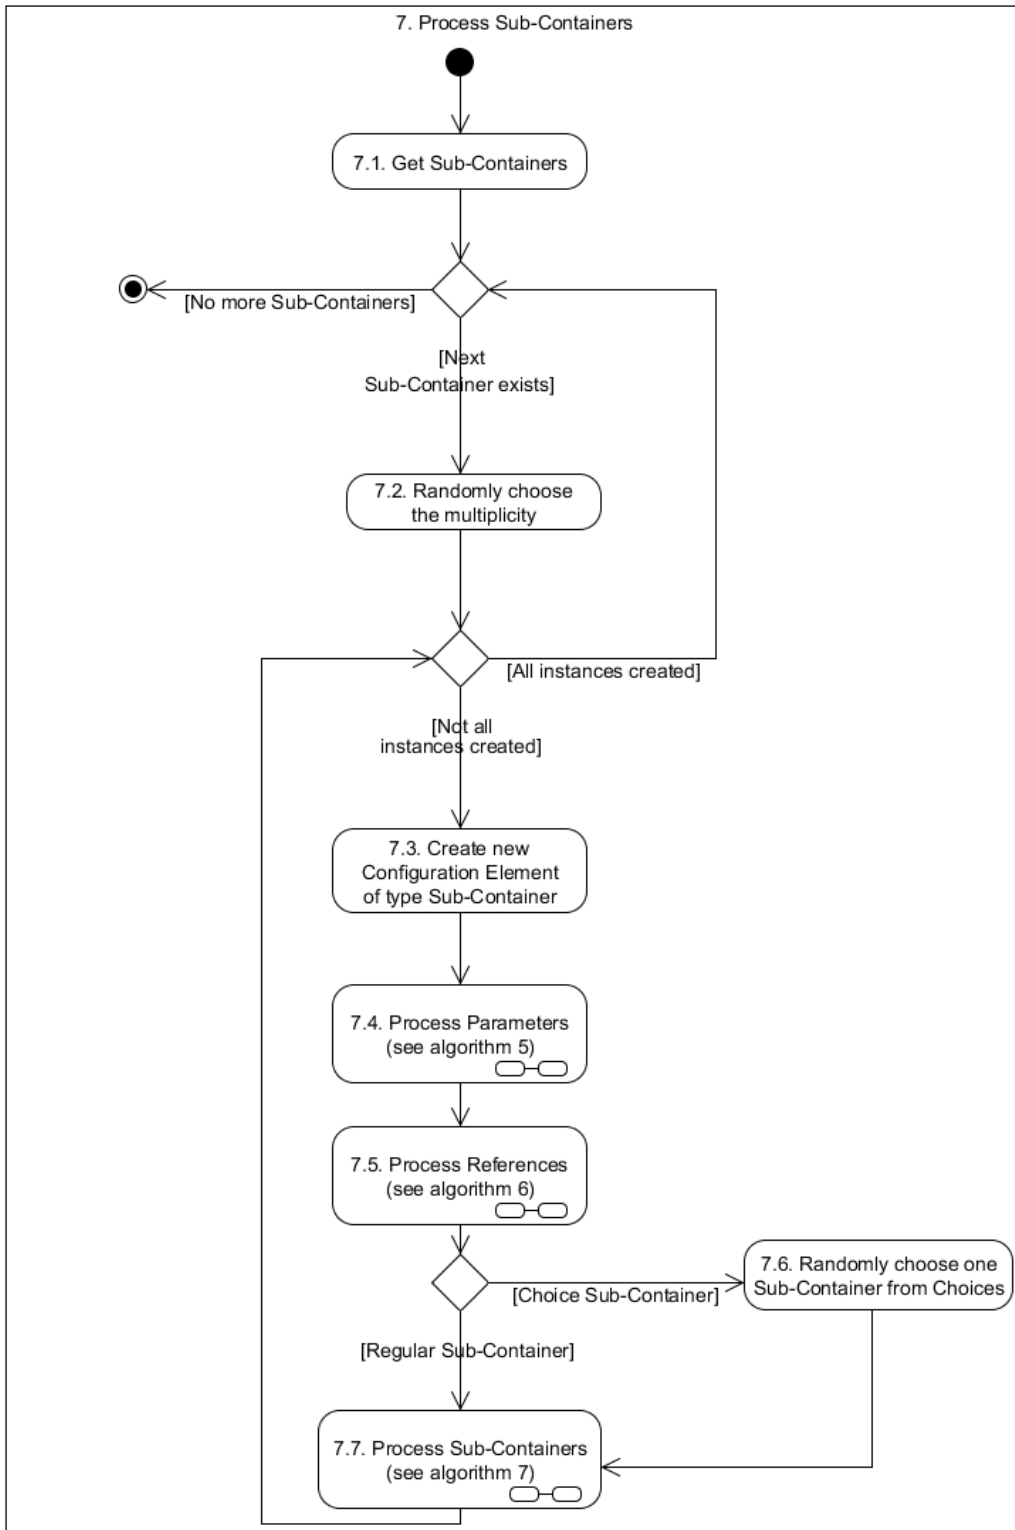 7. Process Sub-Containers
7.1. Get Sub-Containers
[No more Sub-Containers]
[Next
Sub-Container exists]
7.2. Randomly choose
the multiplicity
[All instances created]
[Not all
instances created]
7.3. Create new
Configuration Element
of type Sub-Container
7.4. Process Parameters
(see algorithm 5)
7.5. Process References
(see algorithm 6)
7.6. Randomly choose one
Sub-Container from Choices
[Choice Sub-Container]
[Regular Sub-Container]
7.7. Process Sub-Containers
(see algorithm 7)